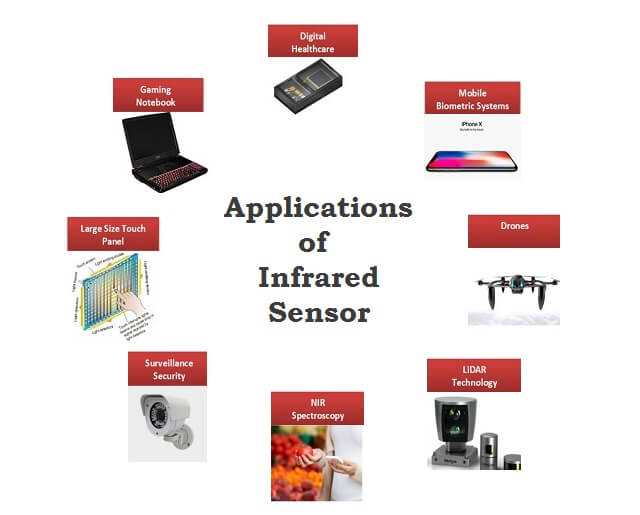 Digital
Healthcare
Gaming
Notebook
Mobile
Biometric Systems
iPhone X
Applications
of
Infrared
Sensor
Large Size Touch
Panel
Drones
Surveillance
Security
NIR
Spectroscopy
LIDAR
Technology